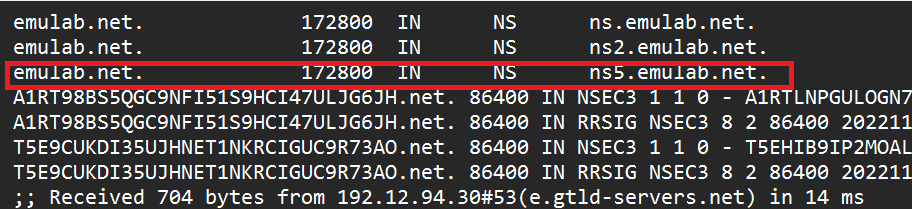 emulab.net. 172800 IN NS ns.emulab.net.
emulab.net. 172800 IN NS ns2.emulab.net.
emulab.net. 172800 IN NS ns5.emulab.net.
A1RT98BS5QGC9NFI51S9HCI47ULJG6JH.net. 86400 IN NSEC3 1 1 0 - A1RTLNPGULOGN7
A1RT98BS5QGC9NFI51S9HCI47ULJG6JH.net. 86400 IN RRSIG NSEC3 8 2 86400 202211
T5E9CUKDI35UJHNET1NKRCIGUC9R73AO.net. 86400 IN NSEC3 1 1 0 - T5EHIB9IP2MOAL
T5E9CUKDI35UJHNET1NKRCIGUC9R73AO.net. 86400 IN RRSIG NSEC3 8 2 86400 202211
;; Received 704 bytes from 192.12.94.30#53(e.gtld-servers.net) in 14 ms